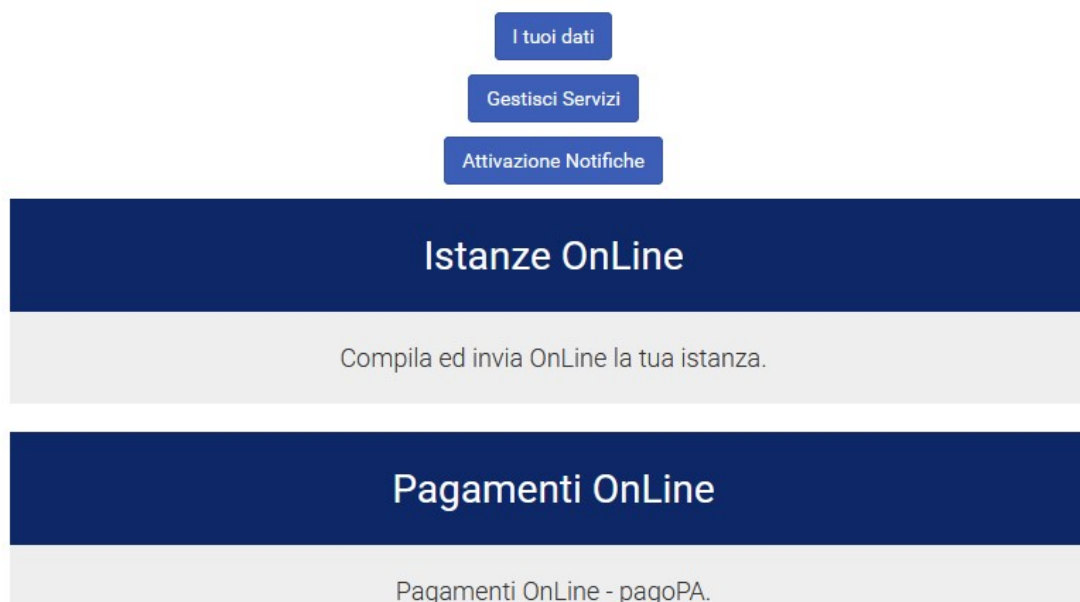 I tuoi dati
Gestisci Servizi
Attivazione Notifiche
Istanze OnLine
Compila ed invia OnLine la tua istanza.
Pagamenti OnLine
Pagamenti OnLine - pagoPA.